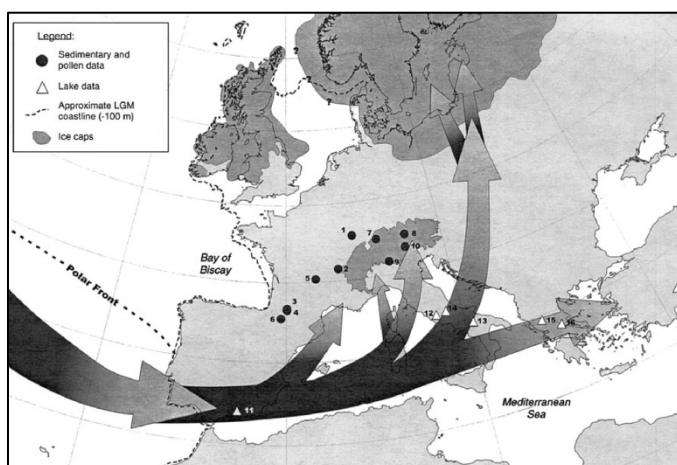 Legend:
Sedimentary and
pollen data
Lake data
Approximate LGM
coastline (-100 m)
Ice caps
?
?
?
Bay of
Biscay
Polar Front
1
7
8
10
9
2
5
3
4
6
12
14
13
15
16
11
Mediterranean
Sea